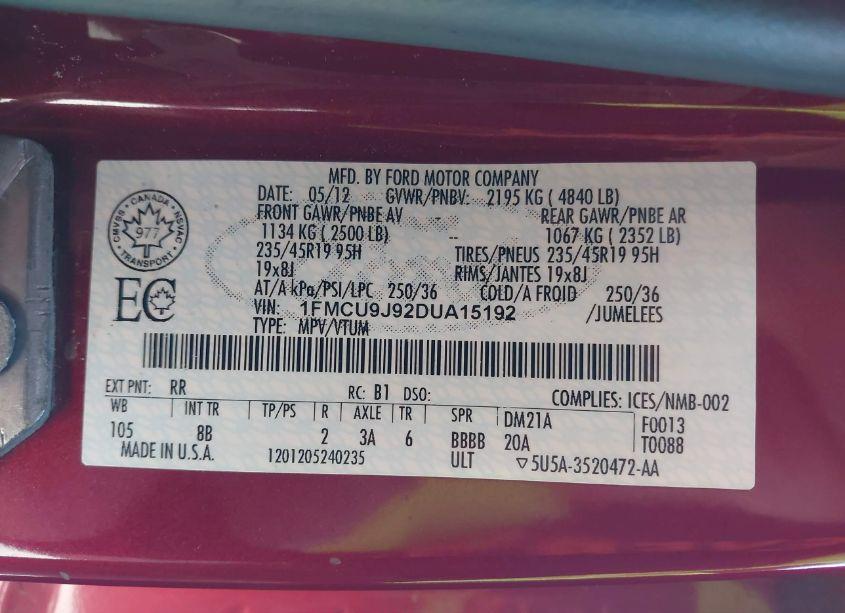 MFD. BY FORD MOTOR COMPANY
DATE: 05/12 GVWR/PNBV: 2195 KG ( 4840 LB)
FRONT GAWR/PNBE AV REAR GAWR/PNBE AR
1134 KG ( 2500 LB) -- 1067 KG ( 2352 LB)
235/45R19 95H TIRES/PNEUS 235/45R19 95H
19x8J RIMS/JANTES 19x8J
AT/A kPa/PSI/LPC 250/36 COLD/A FROID 250/36
VIN: 1FMCU9J92DUA15192 /JUMELEES
TYPE: MPV/VTUM
CANADA
CMVSS NSVAC
977
TRANSPORT
EC
EXT PNT: RR RC: B1 DSO: COMPLIES: ICES/NMB-002
WB INT TR TP/PS R AXLE TR SPR DM21A F0013
105 8B 2 3A 6 BBBB 20A T0088
MADE IN U.S.A. 1201205240235 ULT ▽5U5A-3520472-AA